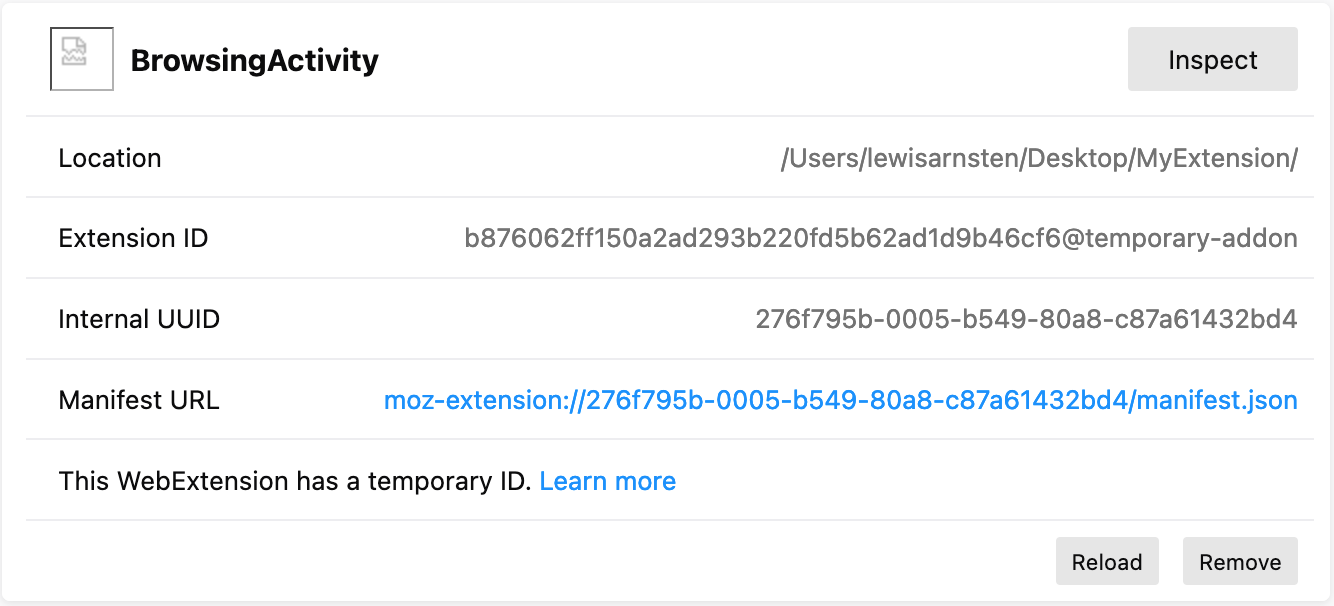 BrowsingActivity
Inspect
Location
/Users/lewisarnsten/Desktop/MyExtension/
Extension ID
b876062ff150a2ad293b220fd5b62ad1d9b46cf6@temporary-addon
Internal UUID
276f795b-0005-b549-80a8-c87a61432bd4
Manifest URL
moz-extension://276f795b-0005-b549-80a8-c87a61432bd4/manifest.json
This WebExtension has a temporary ID. Learn more
Reload
Remove